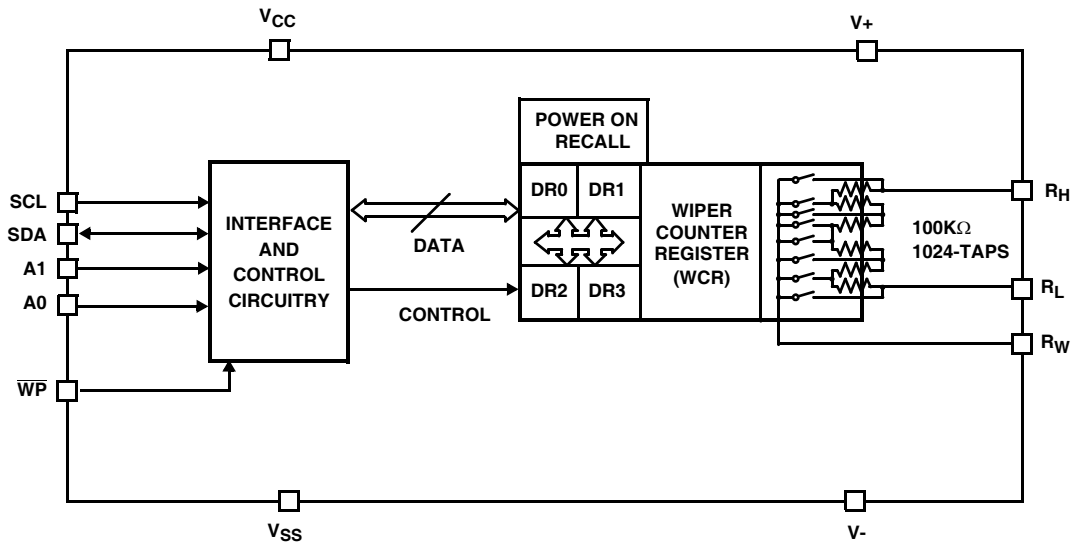 VCC
V+
POWER ON
RECALL
SCL
SDA
A1
A0
WP
INTERFACE
AND
CONTROL
CIRCUITRY
DATA
CONTROL
DR0
DR1
DR2
DR3
WIPER
COUNTER
REGISTER
(WCR)
100KΩ
1024-TAPS
RH
RL
RW
VSS
V-